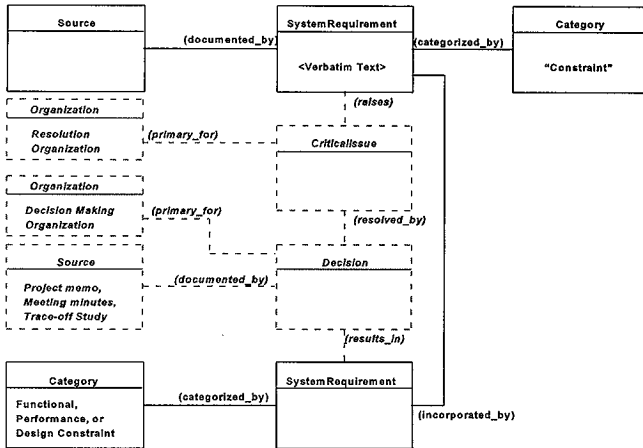 Source
SystemRequirement
Category
(documented_by)
(categorized_by)
<Verbatim Text>
"Constraint"
Organization
(raises)
Resolution
Organization
(primary_for)
CriticalIssue
Organization
Decision Making
Organization
(primary_for)
(resolved_by)
Source
Decision
Project memo,
Meeting minutes,
Trace-off Study
(documented_by)
(results_in)
Category
SystemRequirement
(categorized_by)
Functional,
Performance, or
Design Constraint
(incorporated_by)